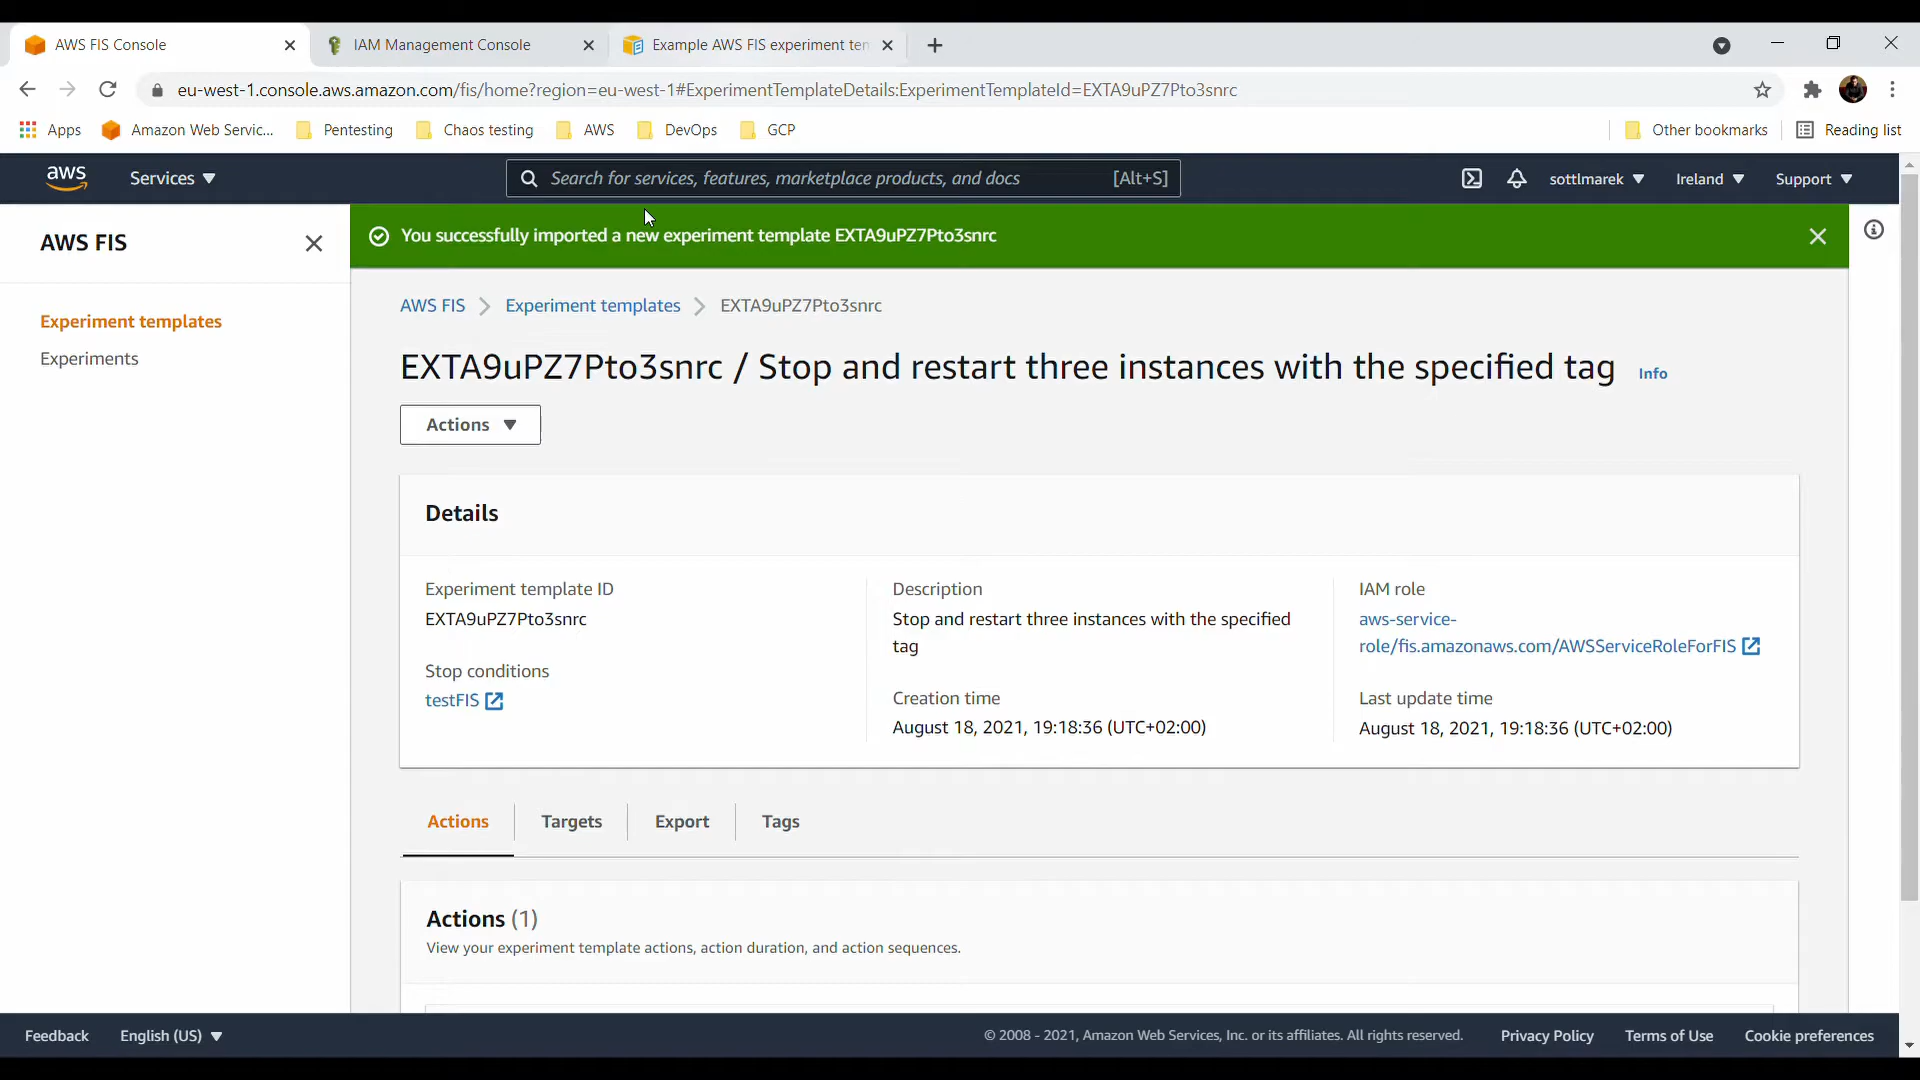 AWS FIS Console
IAM Management Console
Example AWS FIS experiment ten
eu-west-1.console.aws.amazon.com/fis/home?region=eu-west-1#ExperimentTemplateDetails:ExperimentTemplateId=EXTA9uPZ7Pto3snrc
Apps
Amazon Web Servic...
Pentesting
Chaos testing
AWS
DevOps
GCP
Other bookmarks
Reading list
aws
Services
Search for services, features, marketplace products, and docs
[Alt+S]
sottlmarek
Ireland
Support
AWS FIS
Experiment templates
Experiments
You successfully imported a new experiment template EXTA9uPZ7Pto3snrc
AWS FIS
Experiment templates
EXTA9uPZ7Pto3snrc
EXTA9uPZ7Pto3snrc / Stop and restart three instances with the specified tag
Info
Actions
Details
Experiment template ID
EXTA9uPZ7Pto3snrc
Stop conditions
testFIS
Description
Stop and restart three instances with the specified
tag
Creation time
August 18, 2021, 19:18:36 (UTC+02:00)
IAM role
aws-service-
role/fis.amazonaws.com/AWSServiceRoleForFIS
Last update time
August 18, 2021, 19:18:36 (UTC+02:00)
Actions
Targets
Export
Tags
Actions (1)
View your experiment template actions, action duration, and action sequences.
Feedback
English (US)
© 2008 - 2021, Amazon Web Services, Inc. or its affiliates. All rights reserved.
Privacy Policy
Terms of Use
Cookie preferences